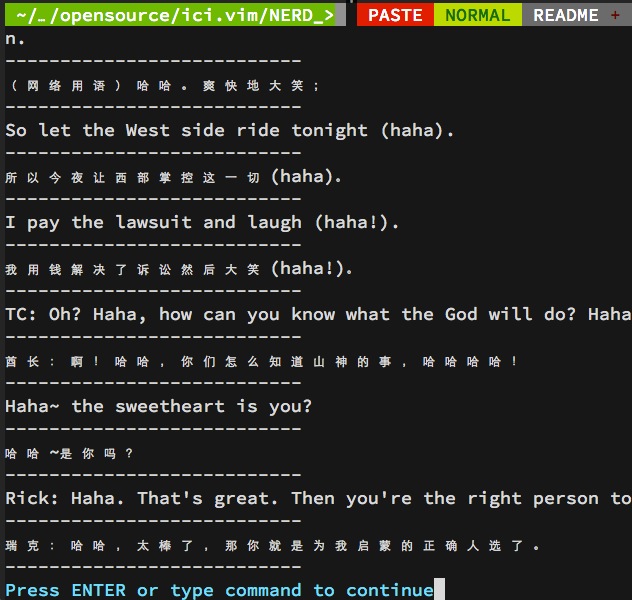 ~/…/opensource/ici.vim/NERD_> PASTE NORMAL README +
n.
---------------------------
（网络用语）哈哈。爽快地大笑；
---------------------------
So let the West side ride tonight (haha).
---------------------------
所以今夜让西部掌控这一切 (haha).
---------------------------
I pay the lawsuit and laugh (haha!).
---------------------------
我用钱解决了诉讼然后大笑 (haha!).
---------------------------
TC: Oh? Haha, how can you know what the God will do? Haha
---------------------------
酋长：啊！哈哈，你们怎么知道山神的事，哈哈哈哈！
---------------------------
Haha~ the sweetheart is you?
---------------------------
哈哈~是你吗？
---------------------------
Rick: Haha. That's great. Then you're the right person to
---------------------------
瑞克：哈哈，太棒了，那你就是为我启蒙的正确人选了。
---------------------------
Press ENTER or type command to continue